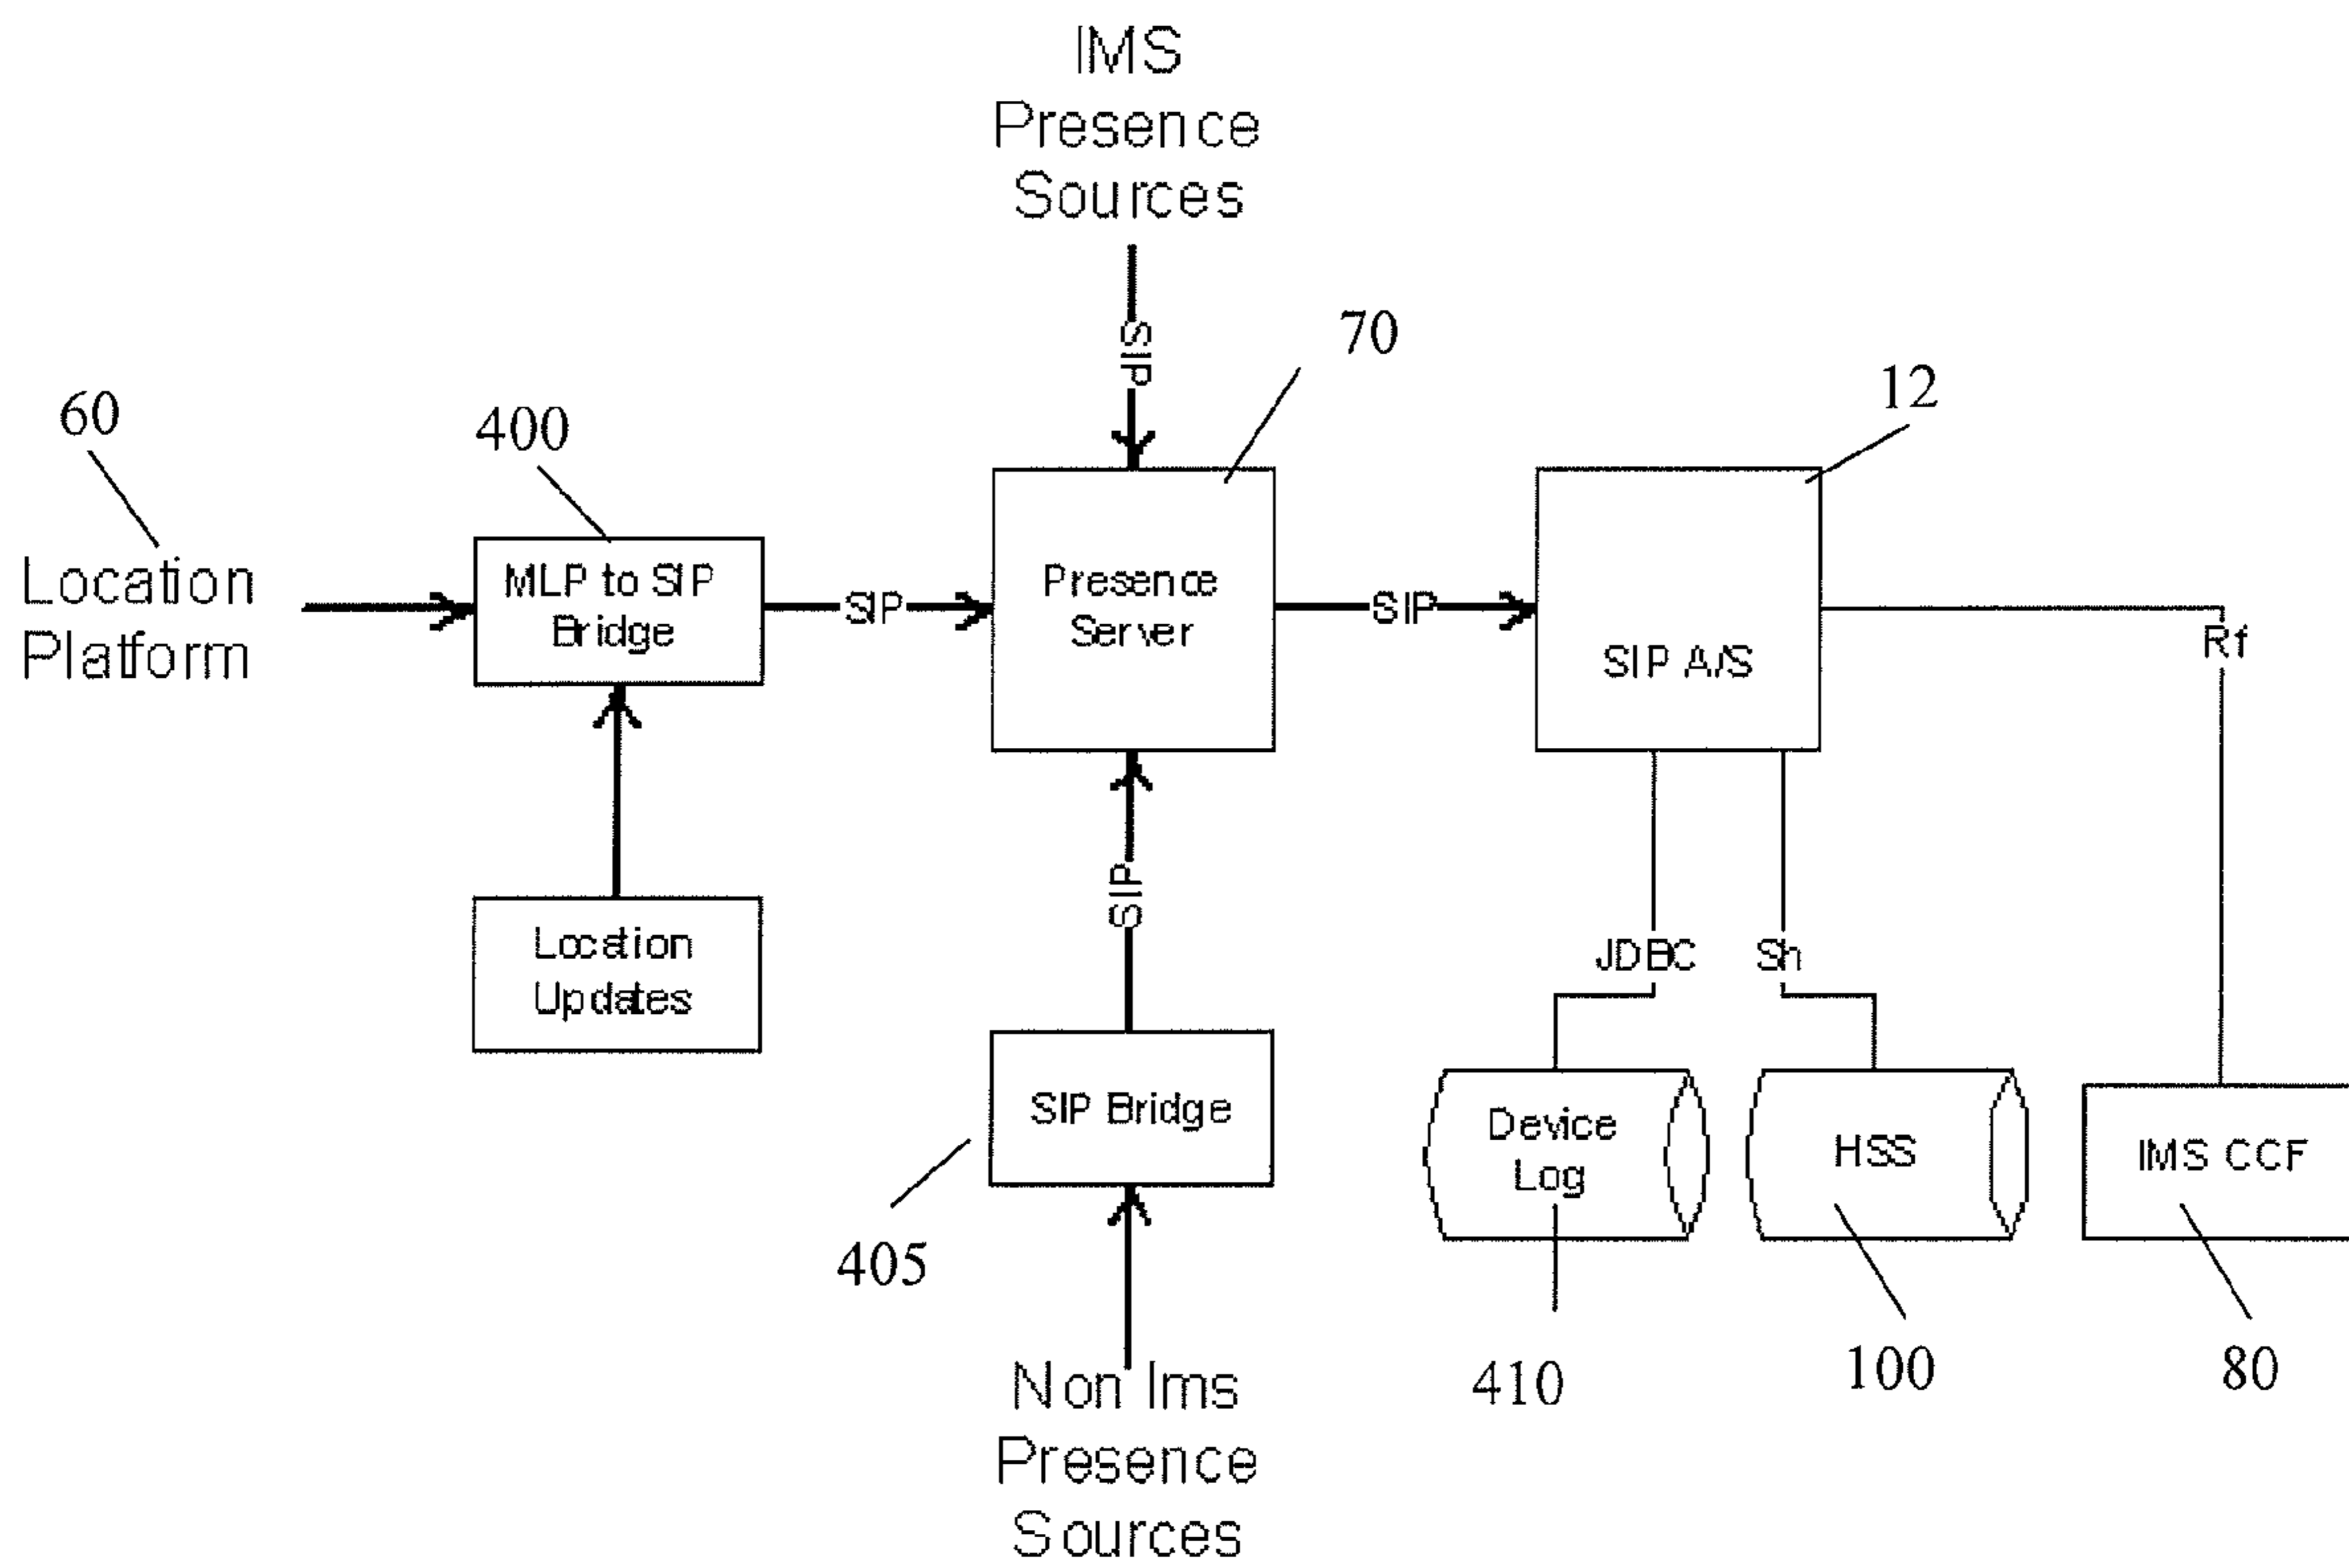 IMS
Presence
Sources
SIP
70
12
60
400
Location
Platform
MLP to SIP
Bridge
SIP
Presence
Server
SIP
SIP A/S
Rf
SIP
Location
Updates
JDBC
Sh
SIP Bridge
405
Device
Log
HSS
IMS CCF
410
100
80
Non Ims
Presence
Sources